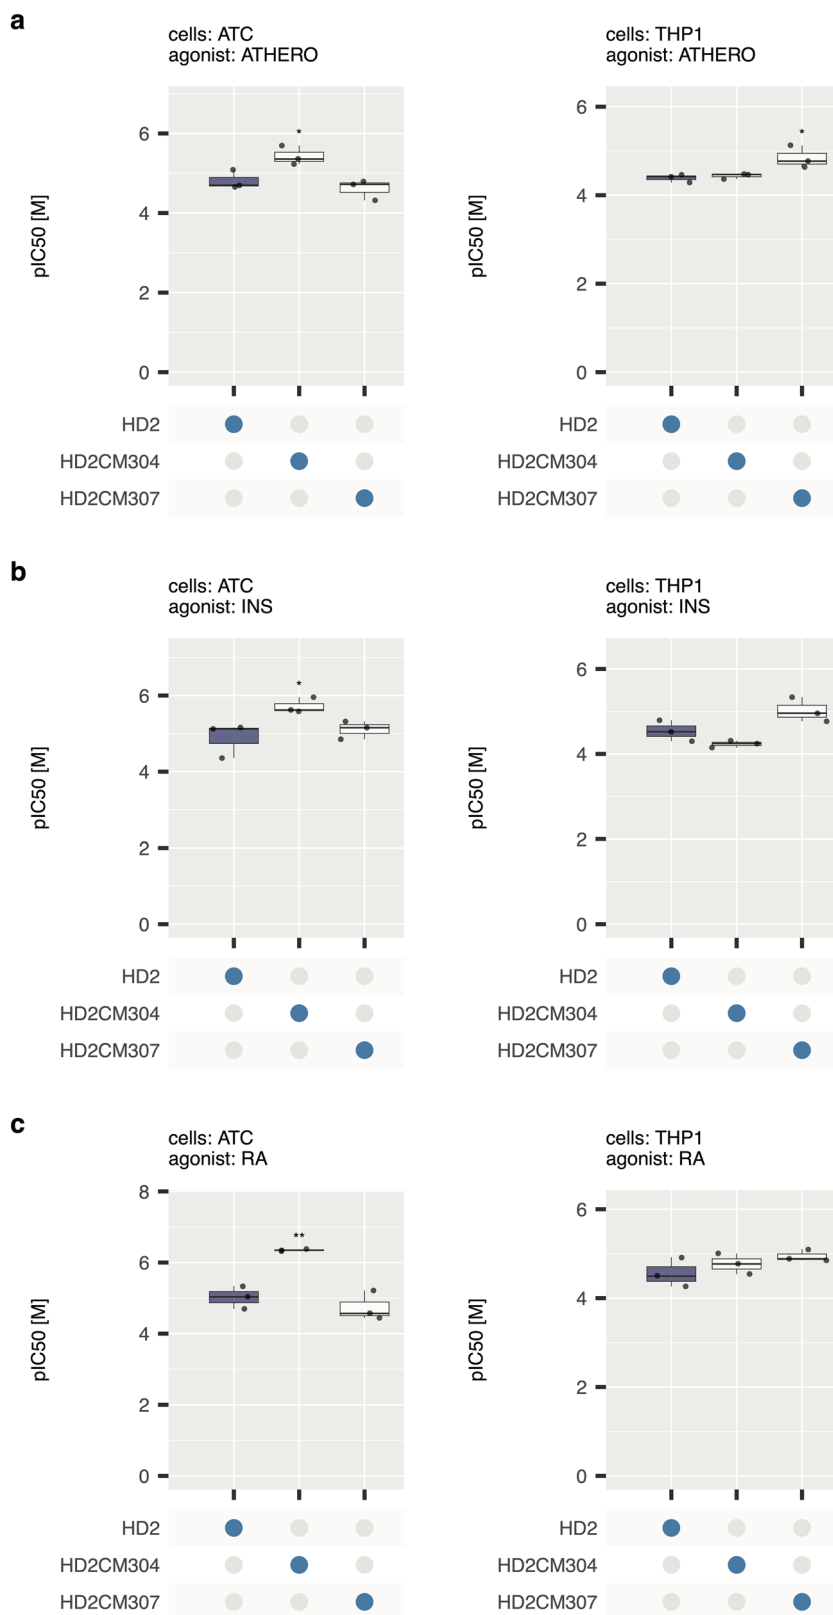 a
cells: ATC
agonist: ATHERO
pIC50 [M]
6
4
2
0
*
HD2
HD2CM304
HD2CM307
cells: THP1
agonist: ATHERO
pIC50 [M]
6
4
2
0
*
HD2
HD2CM304
HD2CM307
b
cells: ATC
agonist: INS
pIC50 [M]
6
4
2
0
*
HD2
HD2CM304
HD2CM307
cells: THP1
agonist: INS
pIC50 [M]
6
4
2
0
HD2
HD2CM304
HD2CM307
c
cells: ATC
agonist: RA
pIC50 [M]
8
6
4
2
0
**
HD2
HD2CM304
HD2CM307
cells: THP1
agonist: RA
pIC50 [M]
6
4
2
0
HD2
HD2CM304
HD2CM307